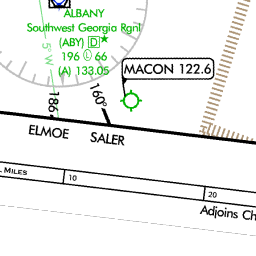 ALBANY
Southwest Georgia Rgnl
(ABY) D★
196 L 66
(A) 133.05
5°W
MACON 122.6
186°
160°
ELMOE SALER
MILES
10
20
Adjoins Ch